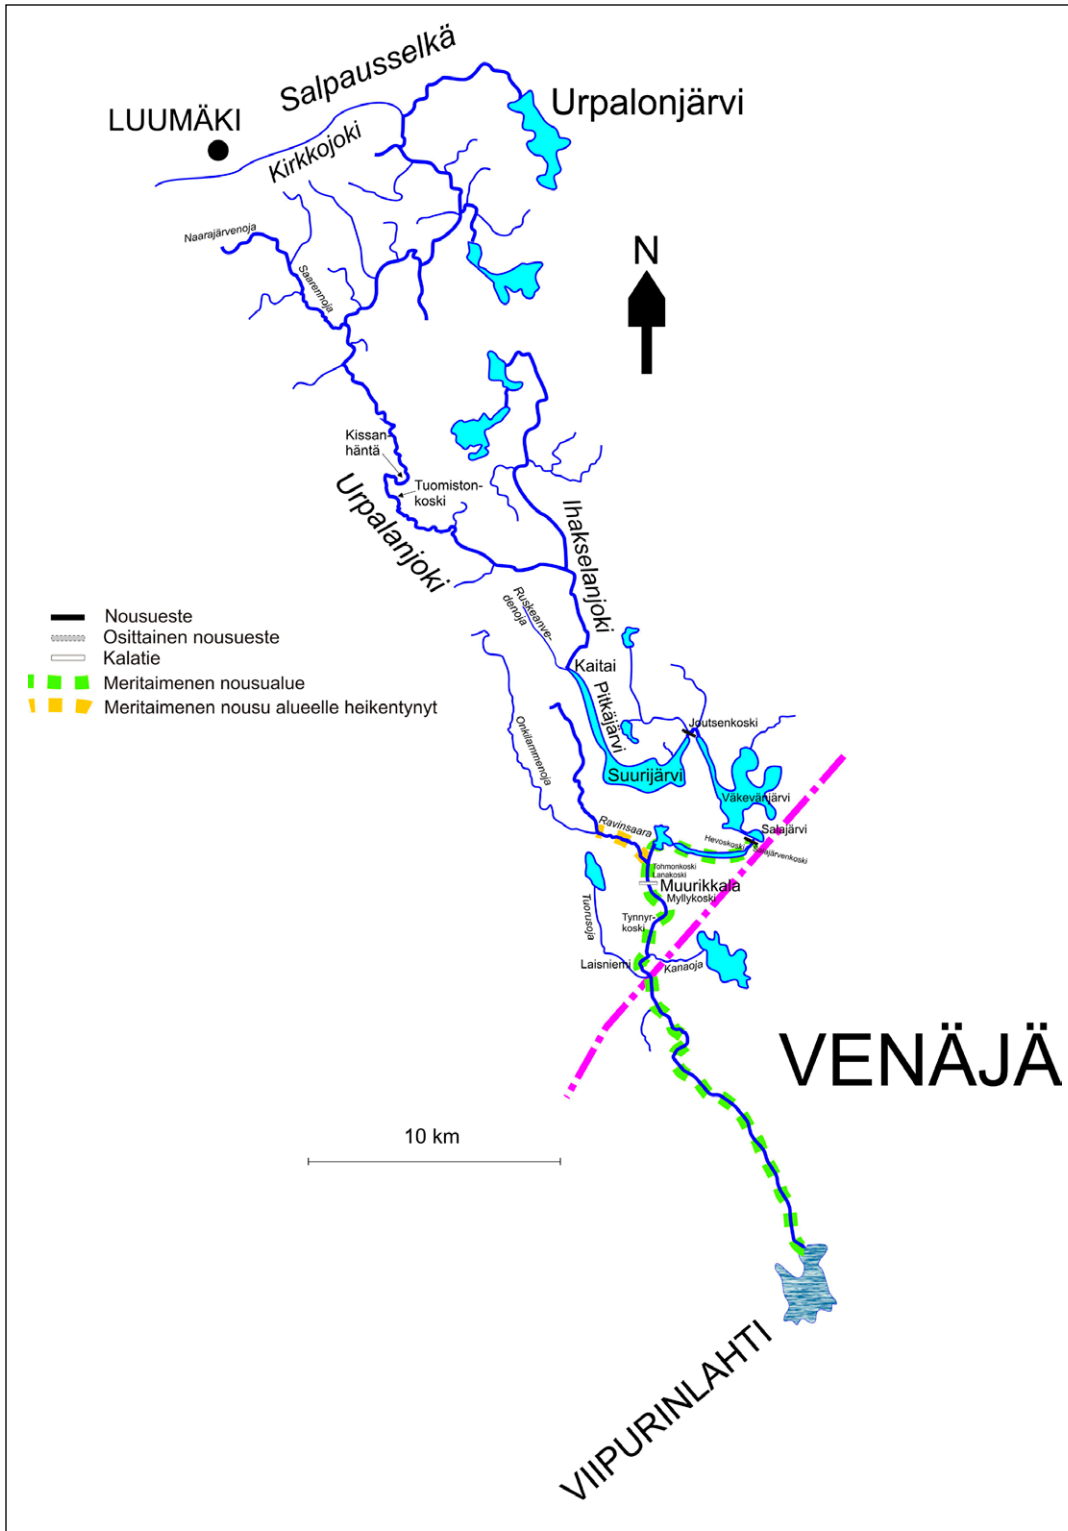 Salpausselkä
Urpalonjärvi
LUUMÄKI
Kirkkojoki
Naarajärvenoja
N
Saarennoja
Kissan-
häntä
Tuomiston-
koski
Urpalanjoki
Ihakselanjoki
Ruskeanve-
denoja
Nousueste
Osittainen nousueste
Kalatie
Meritaimenen nousualue
Meritaimenen nousu alueelle heikentynyt
Kaitai
Pitkäjärvi
Joutsenkoski
Onkilammenoja
Suurijärvi
Väkevänjärvi
Ravinsaara
Salajärvi
Hevoskoski
Salajärvenkoski
Tohmonkoski
Lanakoski
Muurikkala
Myllykoski
Tuorusoja
Tynnyr-
koski
Laisniemi
Kanaoja
VENÄJÄ
10 km
VIIPURINLAHTI